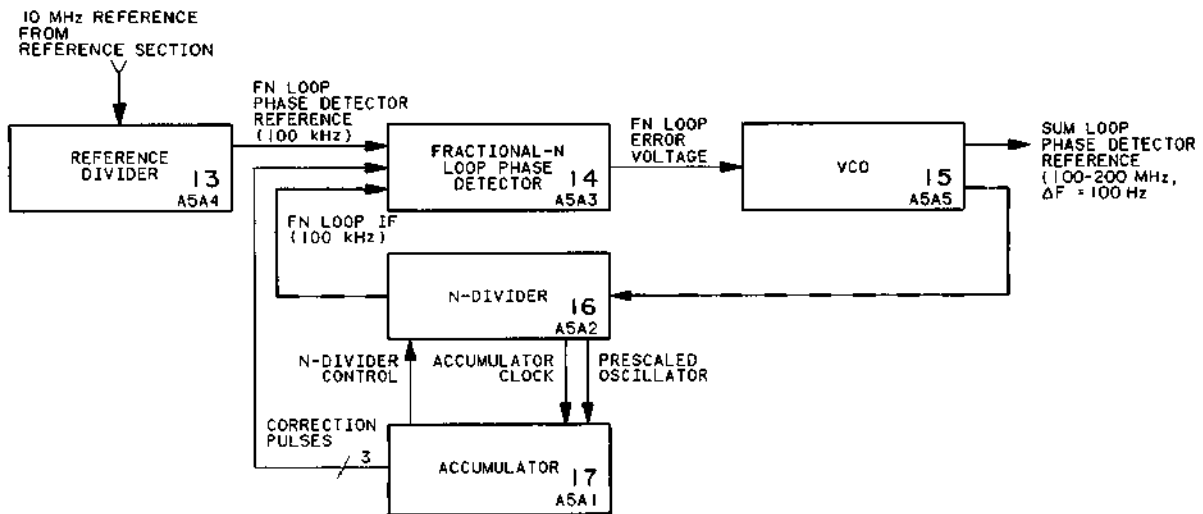 10 MHz REFERENCE
FROM
REFERENCE SECTION
FN LOOP
PHASE DETECTOR
REFERENCE
(100 kHz)
REFERENCE
DIVIDER
13
A5A4
FRACTIONAL-N
LOOP PHASE
DETECTOR
14
A5A3
FN LOOP
ERROR
VOLTAGE
VCO
15
A5A5
SUM LOOP
PHASE DETECTOR
REFERENCE
(100-200 MHz,
ΔF = 100 Hz
FN LOOP IF
(100 kHz)
N-DIVIDER
16
A5A2
N-DIVIDER
CONTROL
ACCUMULATOR
CLOCK
PRESCALED
OSCILLATOR
CORRECTION
PULSES
3
ACCUMULATOR
17
A5A1